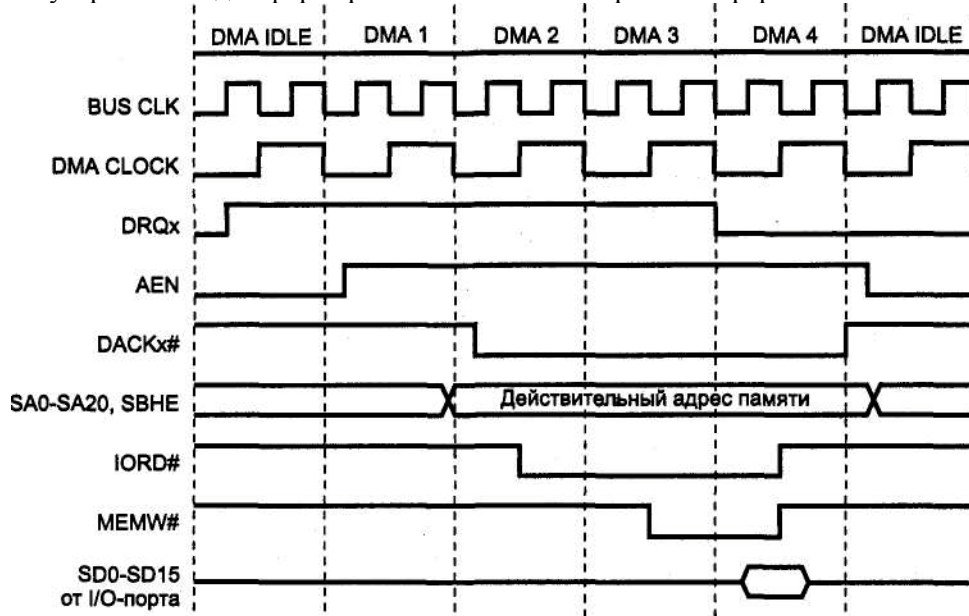 DMA IDLE DMA 1 DMA 2 DMA 3 DMA 4 DMA IDLE
BUS CLK
DMA CLOCK
DRQx
AEN
DACKx#
SA0-SA20, SBHE Действительный адрес памяти
IORD#
MEMW#
SD0-SD15
от I/O-порта